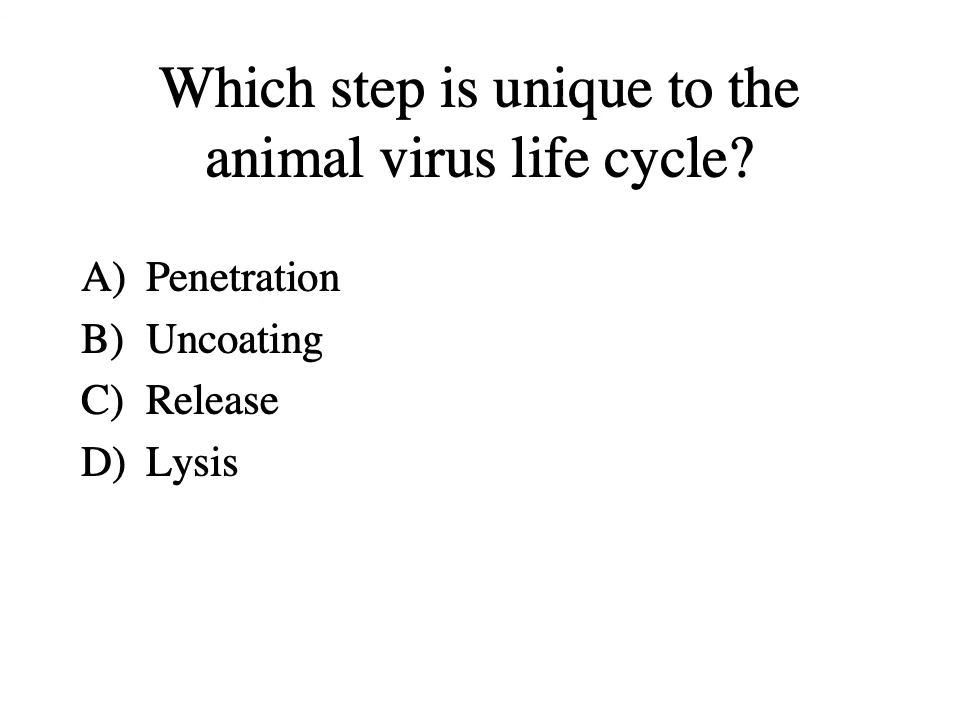 Which step is unique to the
animal virus life cycle?
A) Penetration
B) Uncoating
C) Release
D) Lysis